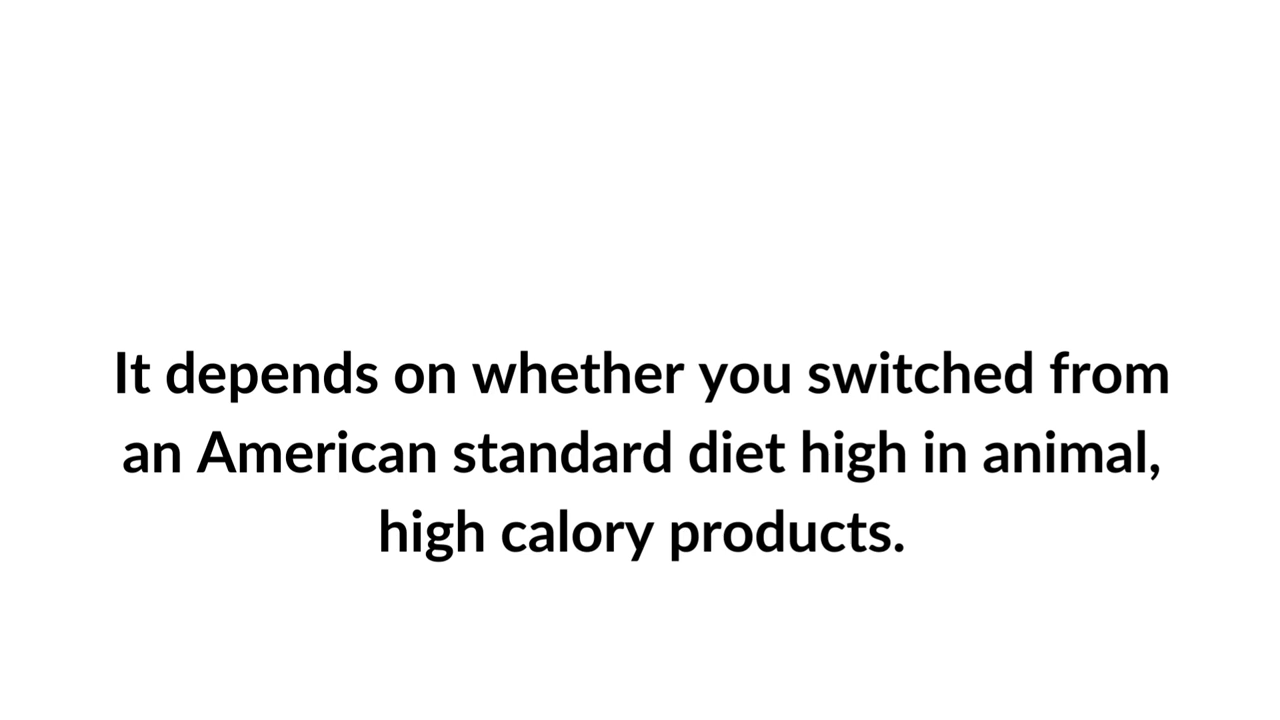 It depends on whether you switched from
an American standard diet high in animal,
high calory products.